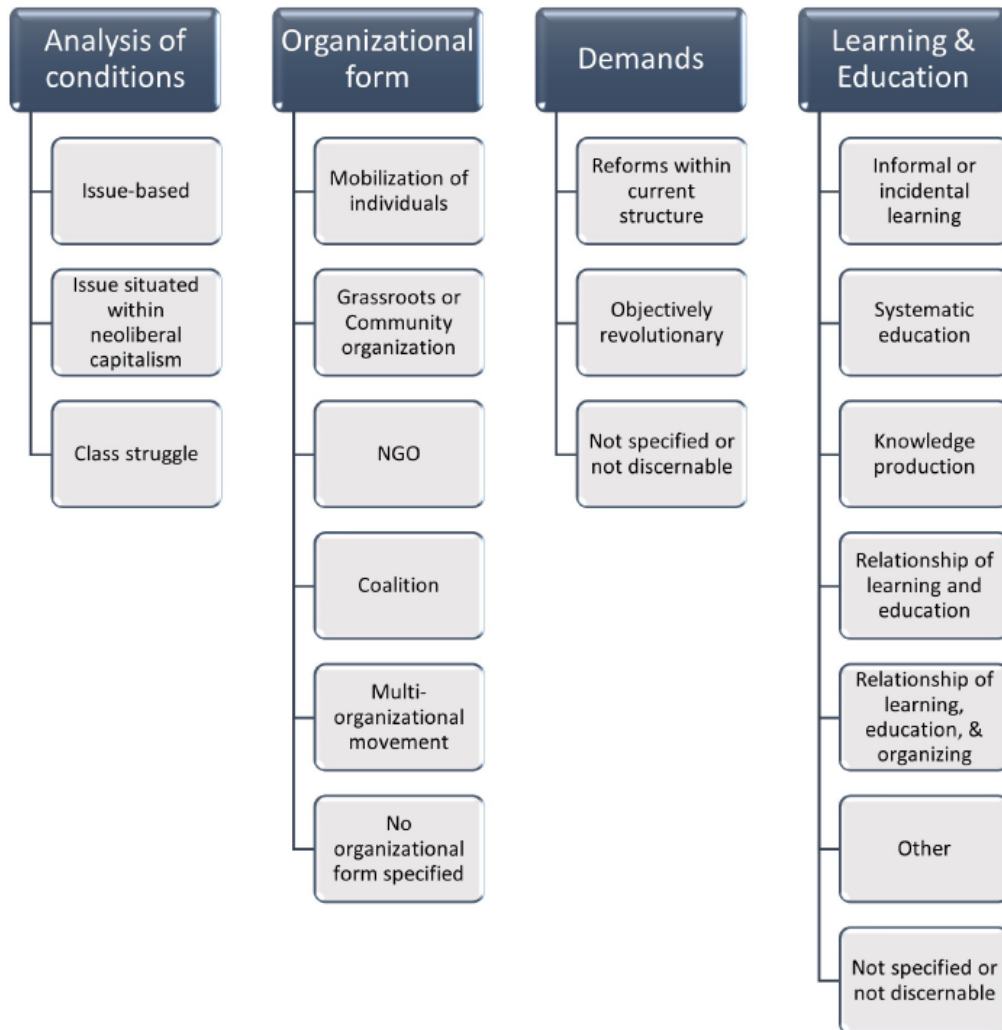 Analysis of
conditions
Issue-based
Issue situated
within
neoliberal
capitalism
Class struggle
Organizational
form
Mobilization of
individuals
Grassroots or
Community
organization
NGO
Coalition
Multi-
organizational
movement
No
organizational
form specified
Demands
Reforms within
current
structure
Objectively
revolutionary
Not specified or
not discernable
Learning &
Education
Informal or
incidental
learning
Systematic
education
Knowledge
production
Relationship of
learning and
education
Relationship of
learning,
education, &
organizing
Other
Not specified or
not discernable